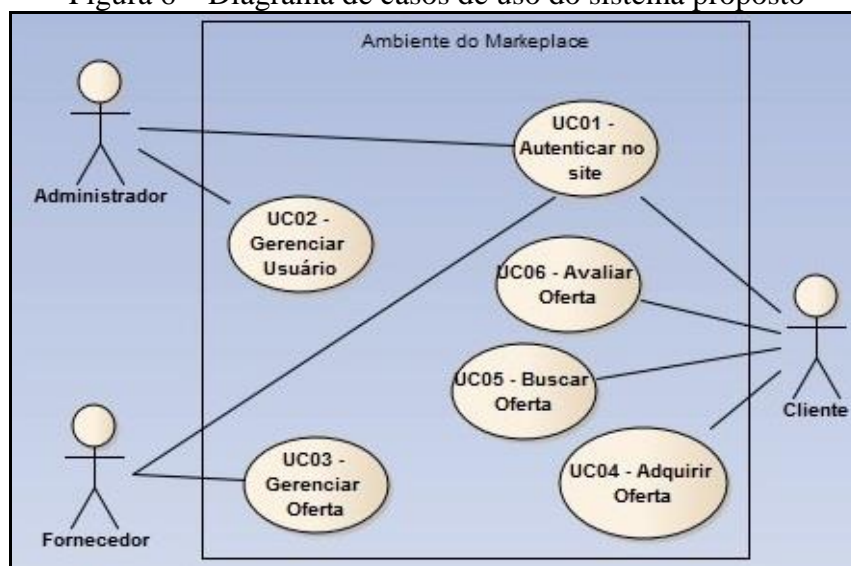 Figura 6 – Diagrama de casos de uso do sistema proposto
Ambiente do Markeplace
UC01 -
Autenticar no
site
Administrador
UC02 -
Gerenciar
Usuário
UC06 - Avaliar
Oferta
UC05 - Buscar
Oferta
Cliente
UC03 -
Gerenciar
Oferta
UC04 - Adquirir
Oferta
Fornecedor